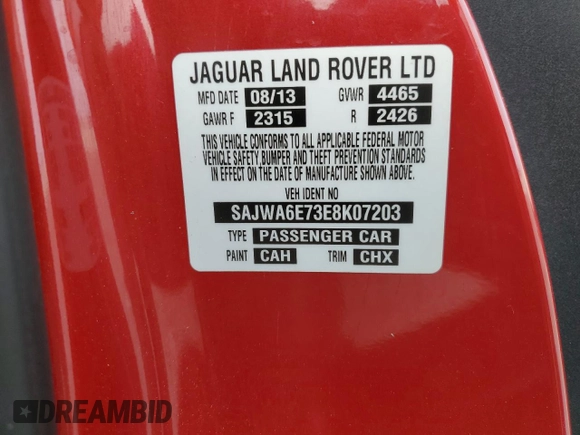 JAGUAR LAND ROVER LTD
MFD DATE 08/13 GVWR 4465
GAWR F 2315 R 2426
THIS VEHICLE CONFORMS TO ALL APPLICABLE FEDERAL MOTOR
VEHICLE SAFETY,BUMPER AND THEFT PREVENTION STANDARDS
IN EFFECT ON THE DATE OF MANUFACTURE SHOWN ABOVE.
VEH IDENT NO
SAJWA6E73E8K07203
TYPE PASSENGER CAR
PAINT CAH TRIM CHX
DREAMBID